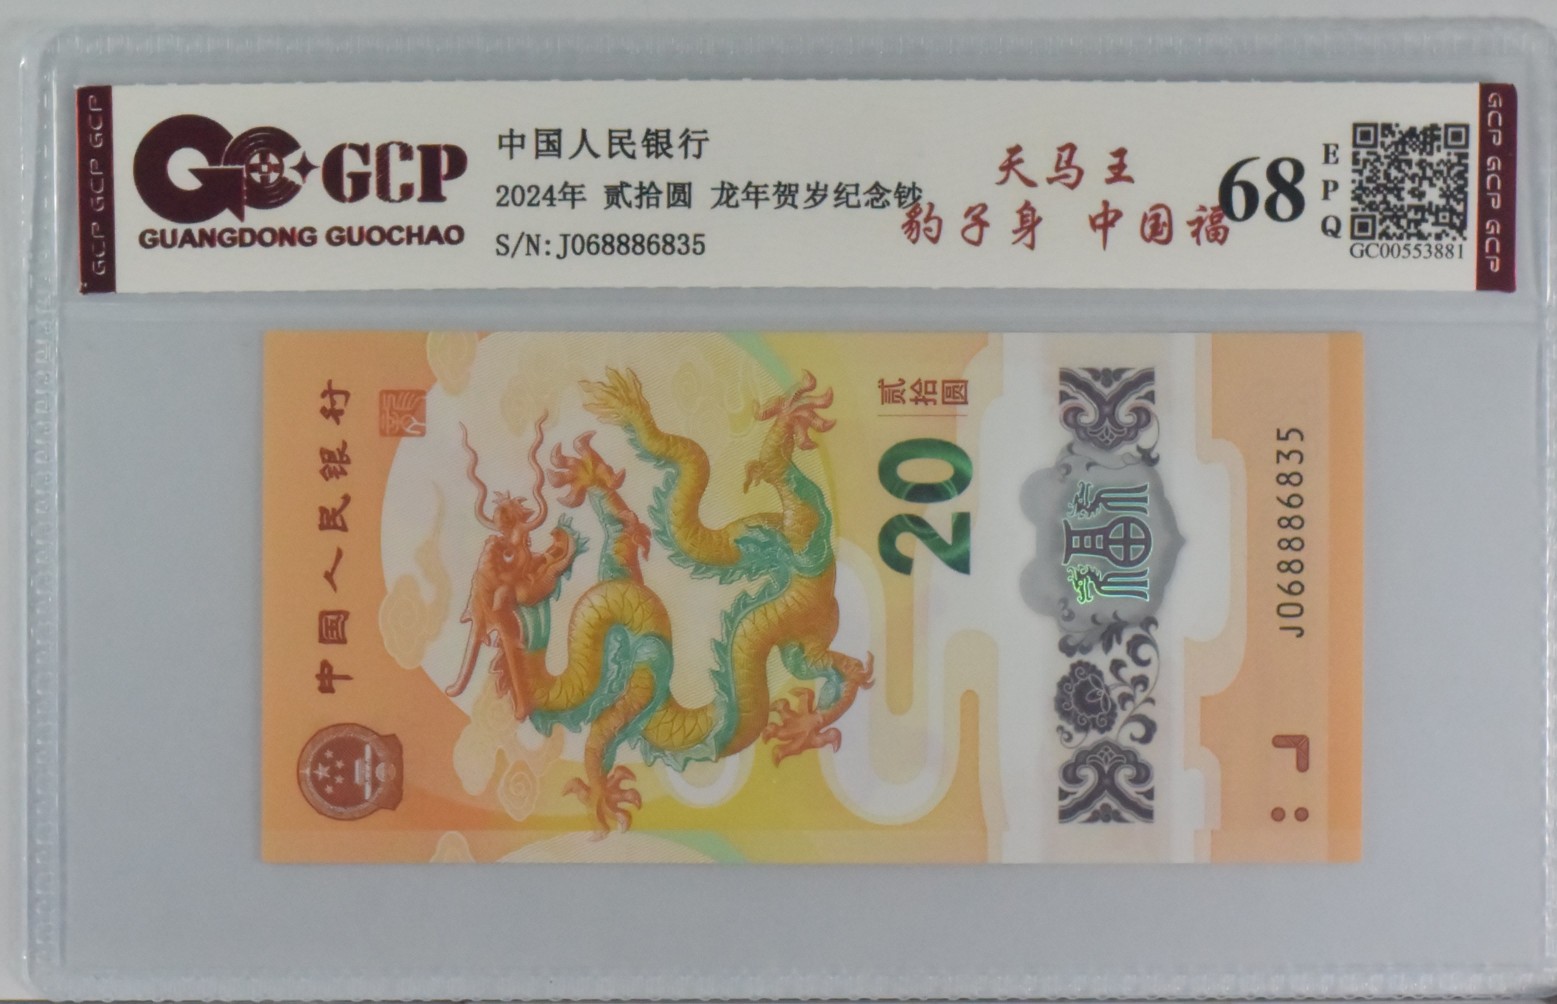 GCP GCP GCP
GCP
GUANGDONG GUOCHAO
中国人民银行
2024年 贰拾圆 龙年贺岁纪念钞
S/N:J068886835
天马王
豹子身 中国福
68
E
P
Q
GC00553881
GCP GCP GCP
中国人民银行
贰拾圆
20
J068886835